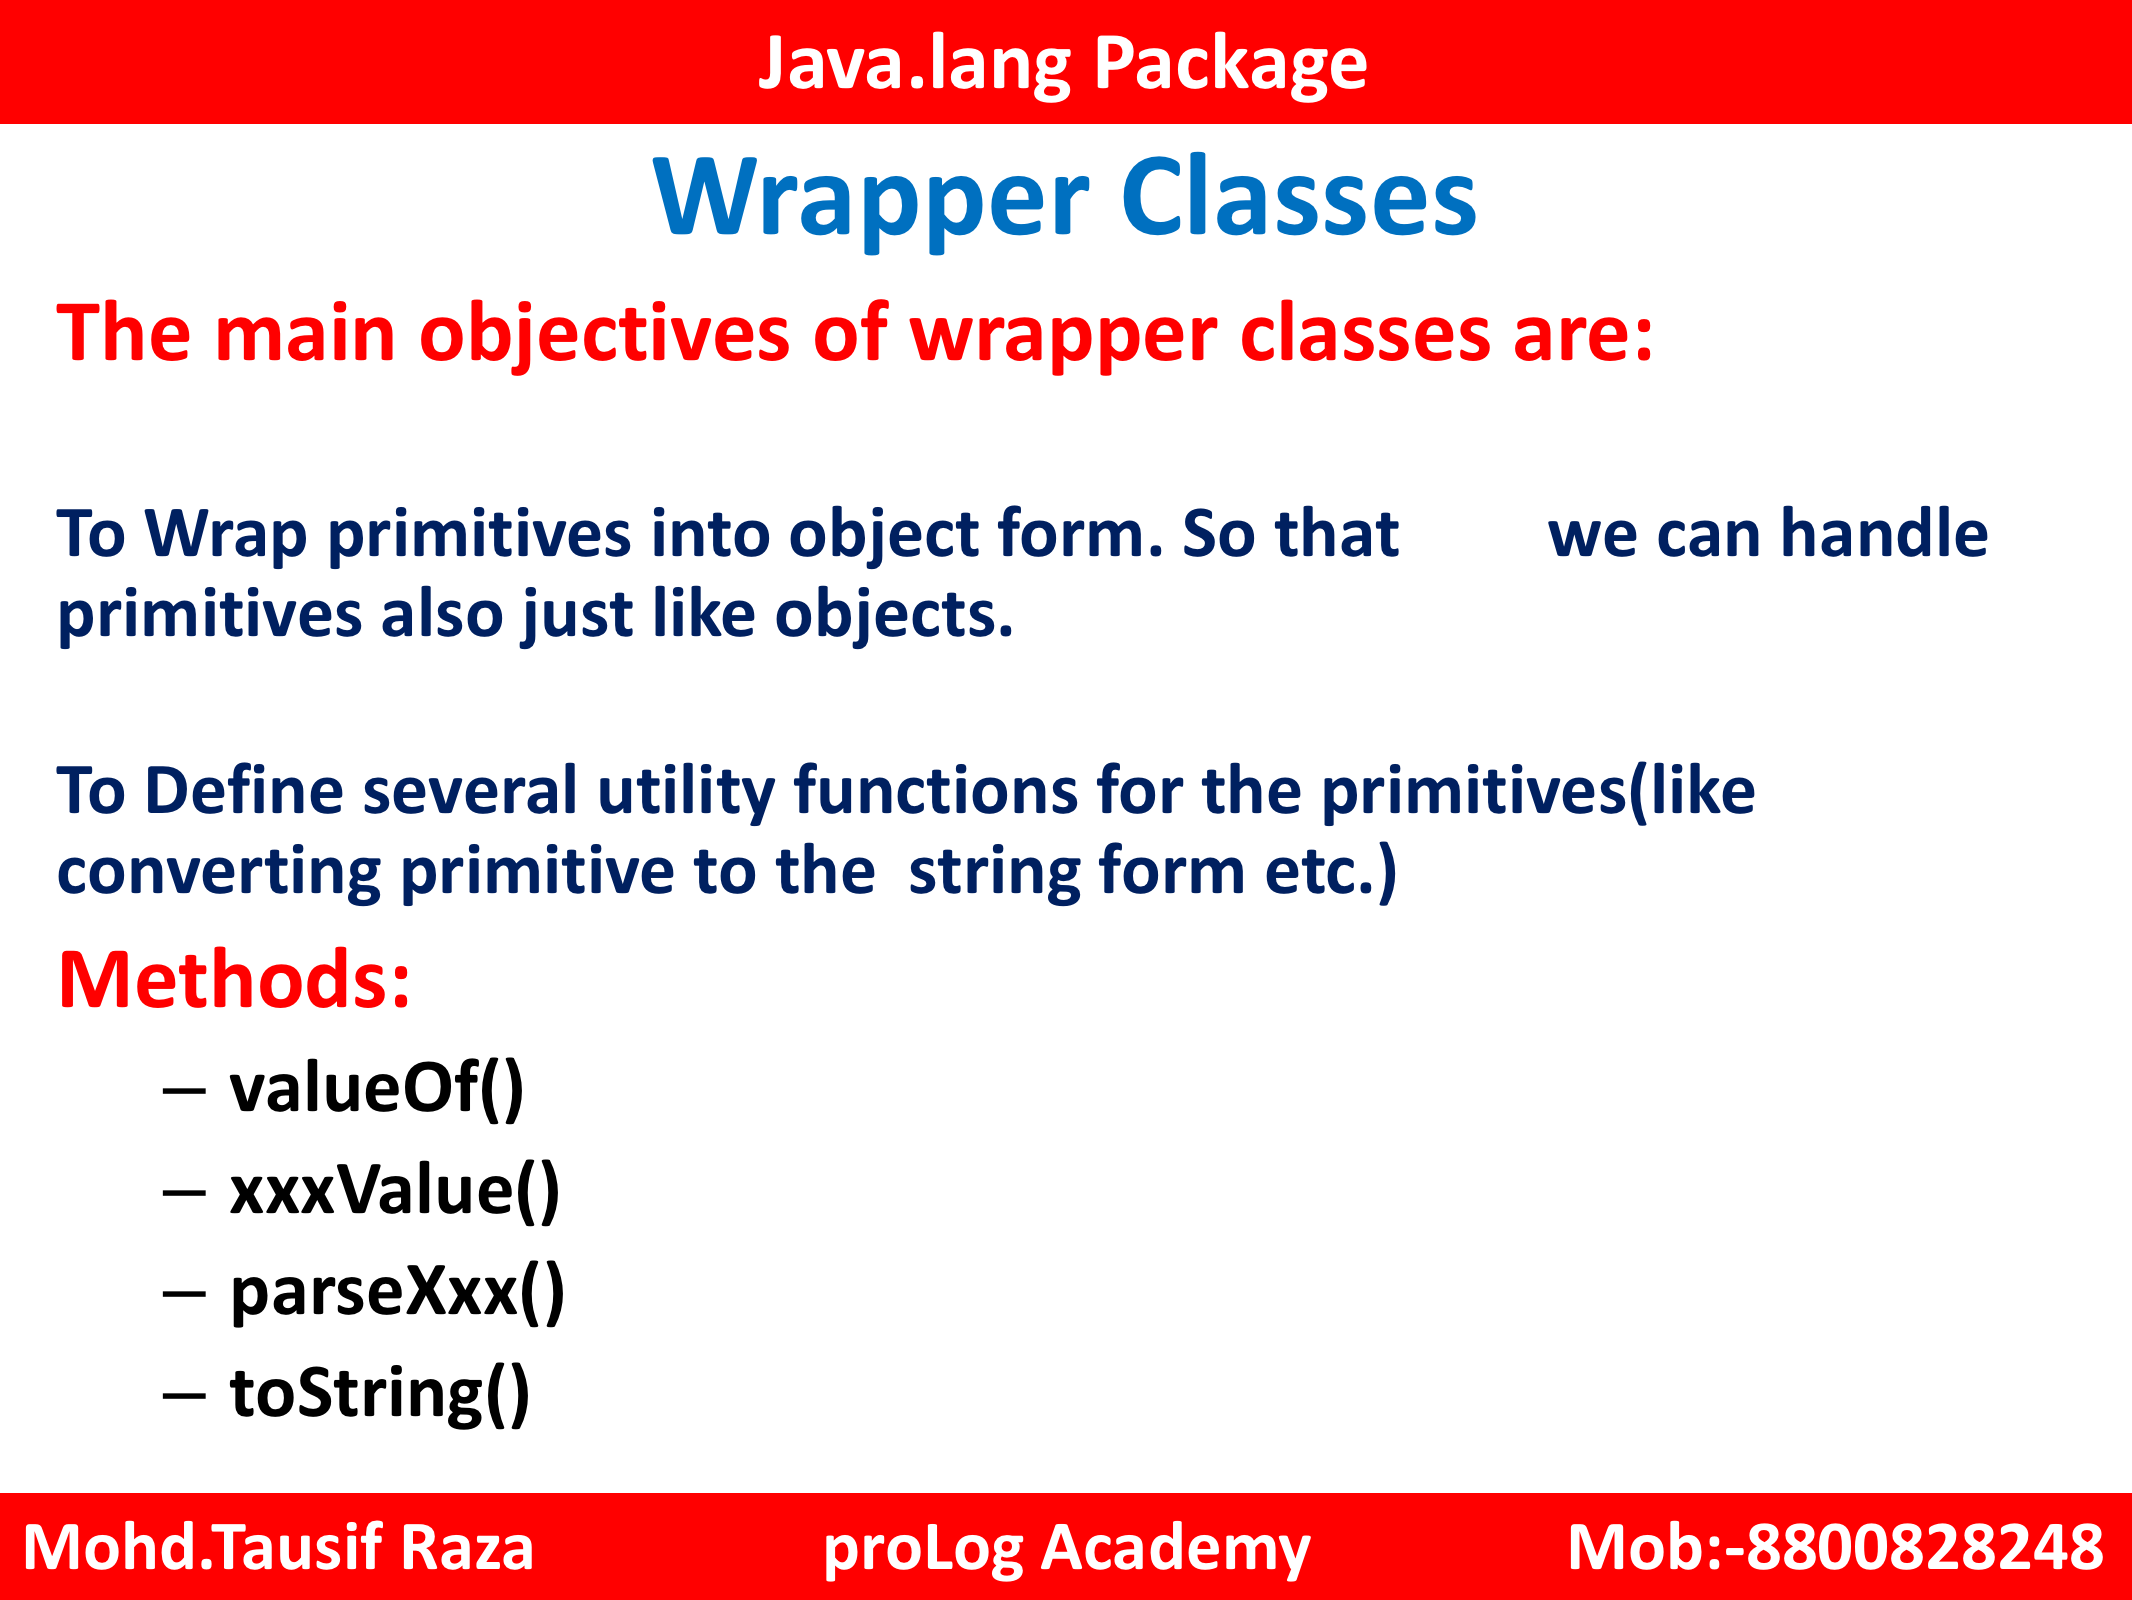 Java.lang Package
Wrapper Classes
The main objectives of wrapper classes are:
To Wrap primitives into object form. So that we can handle
primitives also just like objects.
To Define several utility functions for the primitives(like
converting primitive to the string form etc.)
Methods:
– valueOf()
– xxxValue()
– parseXxx()
– toString()
Mohd.Tausif Raza proLog Academy Mob:-8800828248